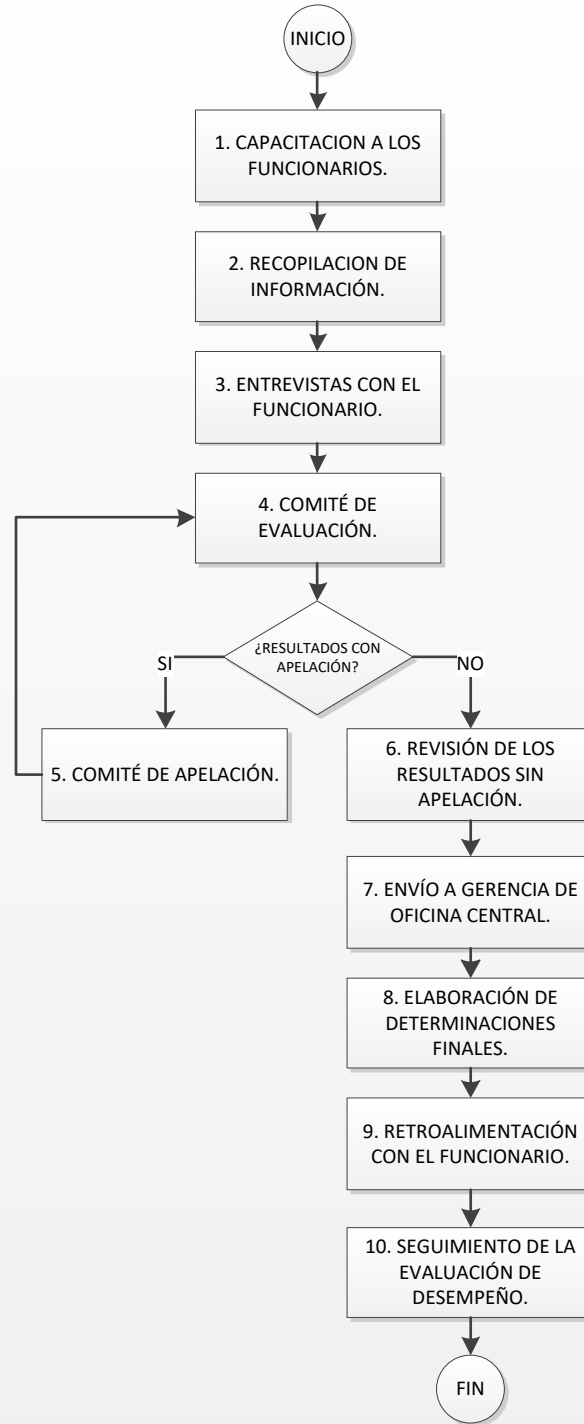 INICIO
1. CAPACITACION A LOS
FUNCIONARIOS.
2. RECOPILACION DE
INFORMACIÓN.
3. ENTREVISTAS CON EL
FUNCIONARIO.
4. COMITÉ DE
EVALUACIÓN.
¿RESULTADOS CON
APELACIÓN?
SI
NO
5. COMITÉ DE APELACIÓN.
6. REVISIÓN DE LOS
RESULTADOS SIN
APELACIÓN.
7. ENVÍO A GERENCIA DE
OFICINA CENTRAL.
8. ELABORACIÓN DE
DETERMINACIONES
FINALES.
9. RETROALIMENTACIÓN
CON EL FUNCIONARIO.
10. SEGUIMIENTO DE LA
EVALUACIÓN DE
DESEMPEÑO.
FIN